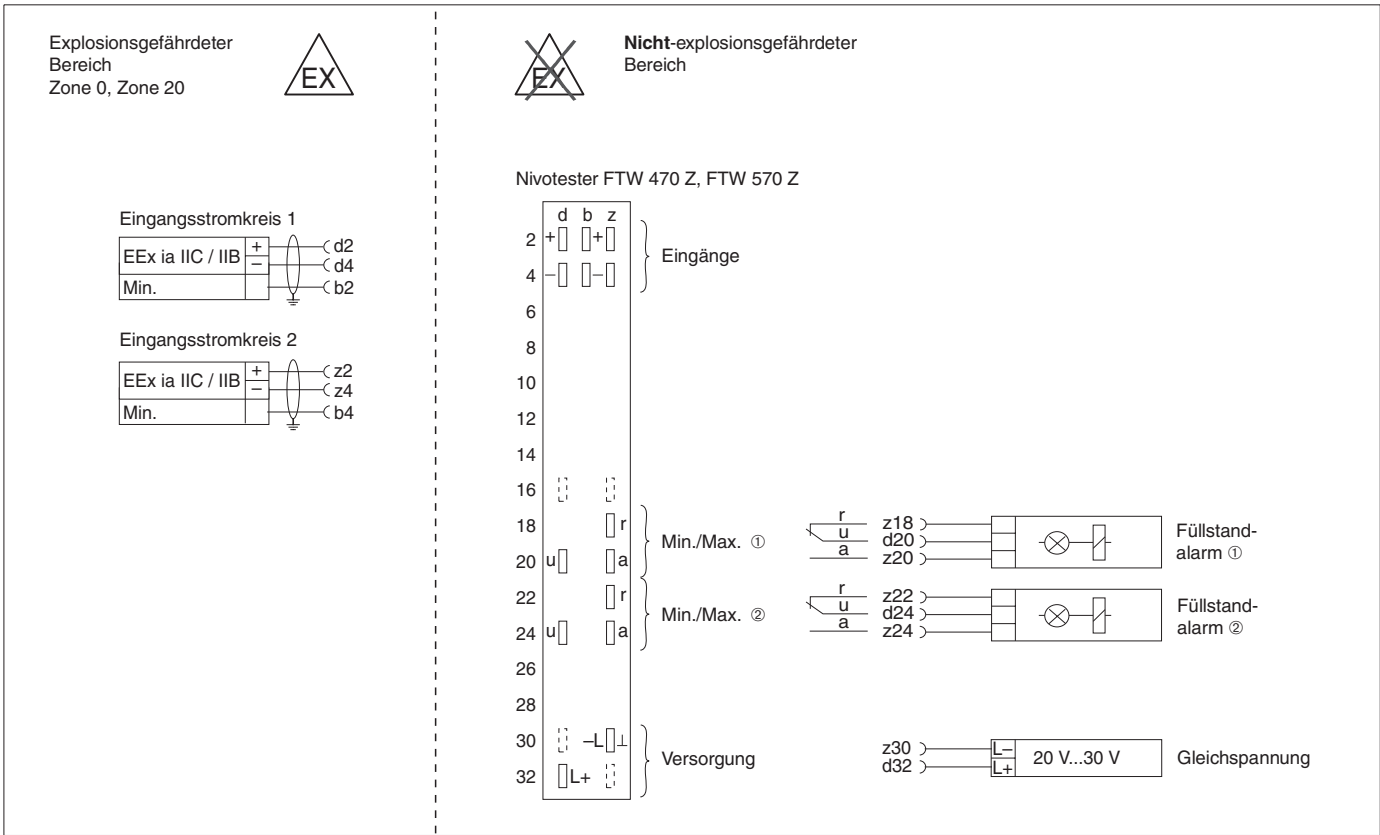 Explosionsgefährdeter
Bereich
Zone 0, Zone 20
EX
EX
Nicht-explosionsgefährdeter
Bereich
Eingangsstromkreis 1
EEx ia IIC / IIB + d2
− d4
Min. b2
Eingangsstromkreis 2
EEx ia IIC / IIB + z2
− z4
Min. b4
Nivotester FTW 470 Z, FTW 570 Z
d b z
2 + +
4 − −
Eingänge
6
8
10
12
14
16
18 r
20 u a
Min./Max. ①
22 r
24 u a
Min./Max. ②
26
28
30 –L ⊥
32 L+
Versorgung
r z18
u d20
a z20
Füllstand-
alarm ①
r z22
u d24
a z24
Füllstand-
alarm ②
z30 L–
d32 L+
20 V...30 V
Gleichspannung